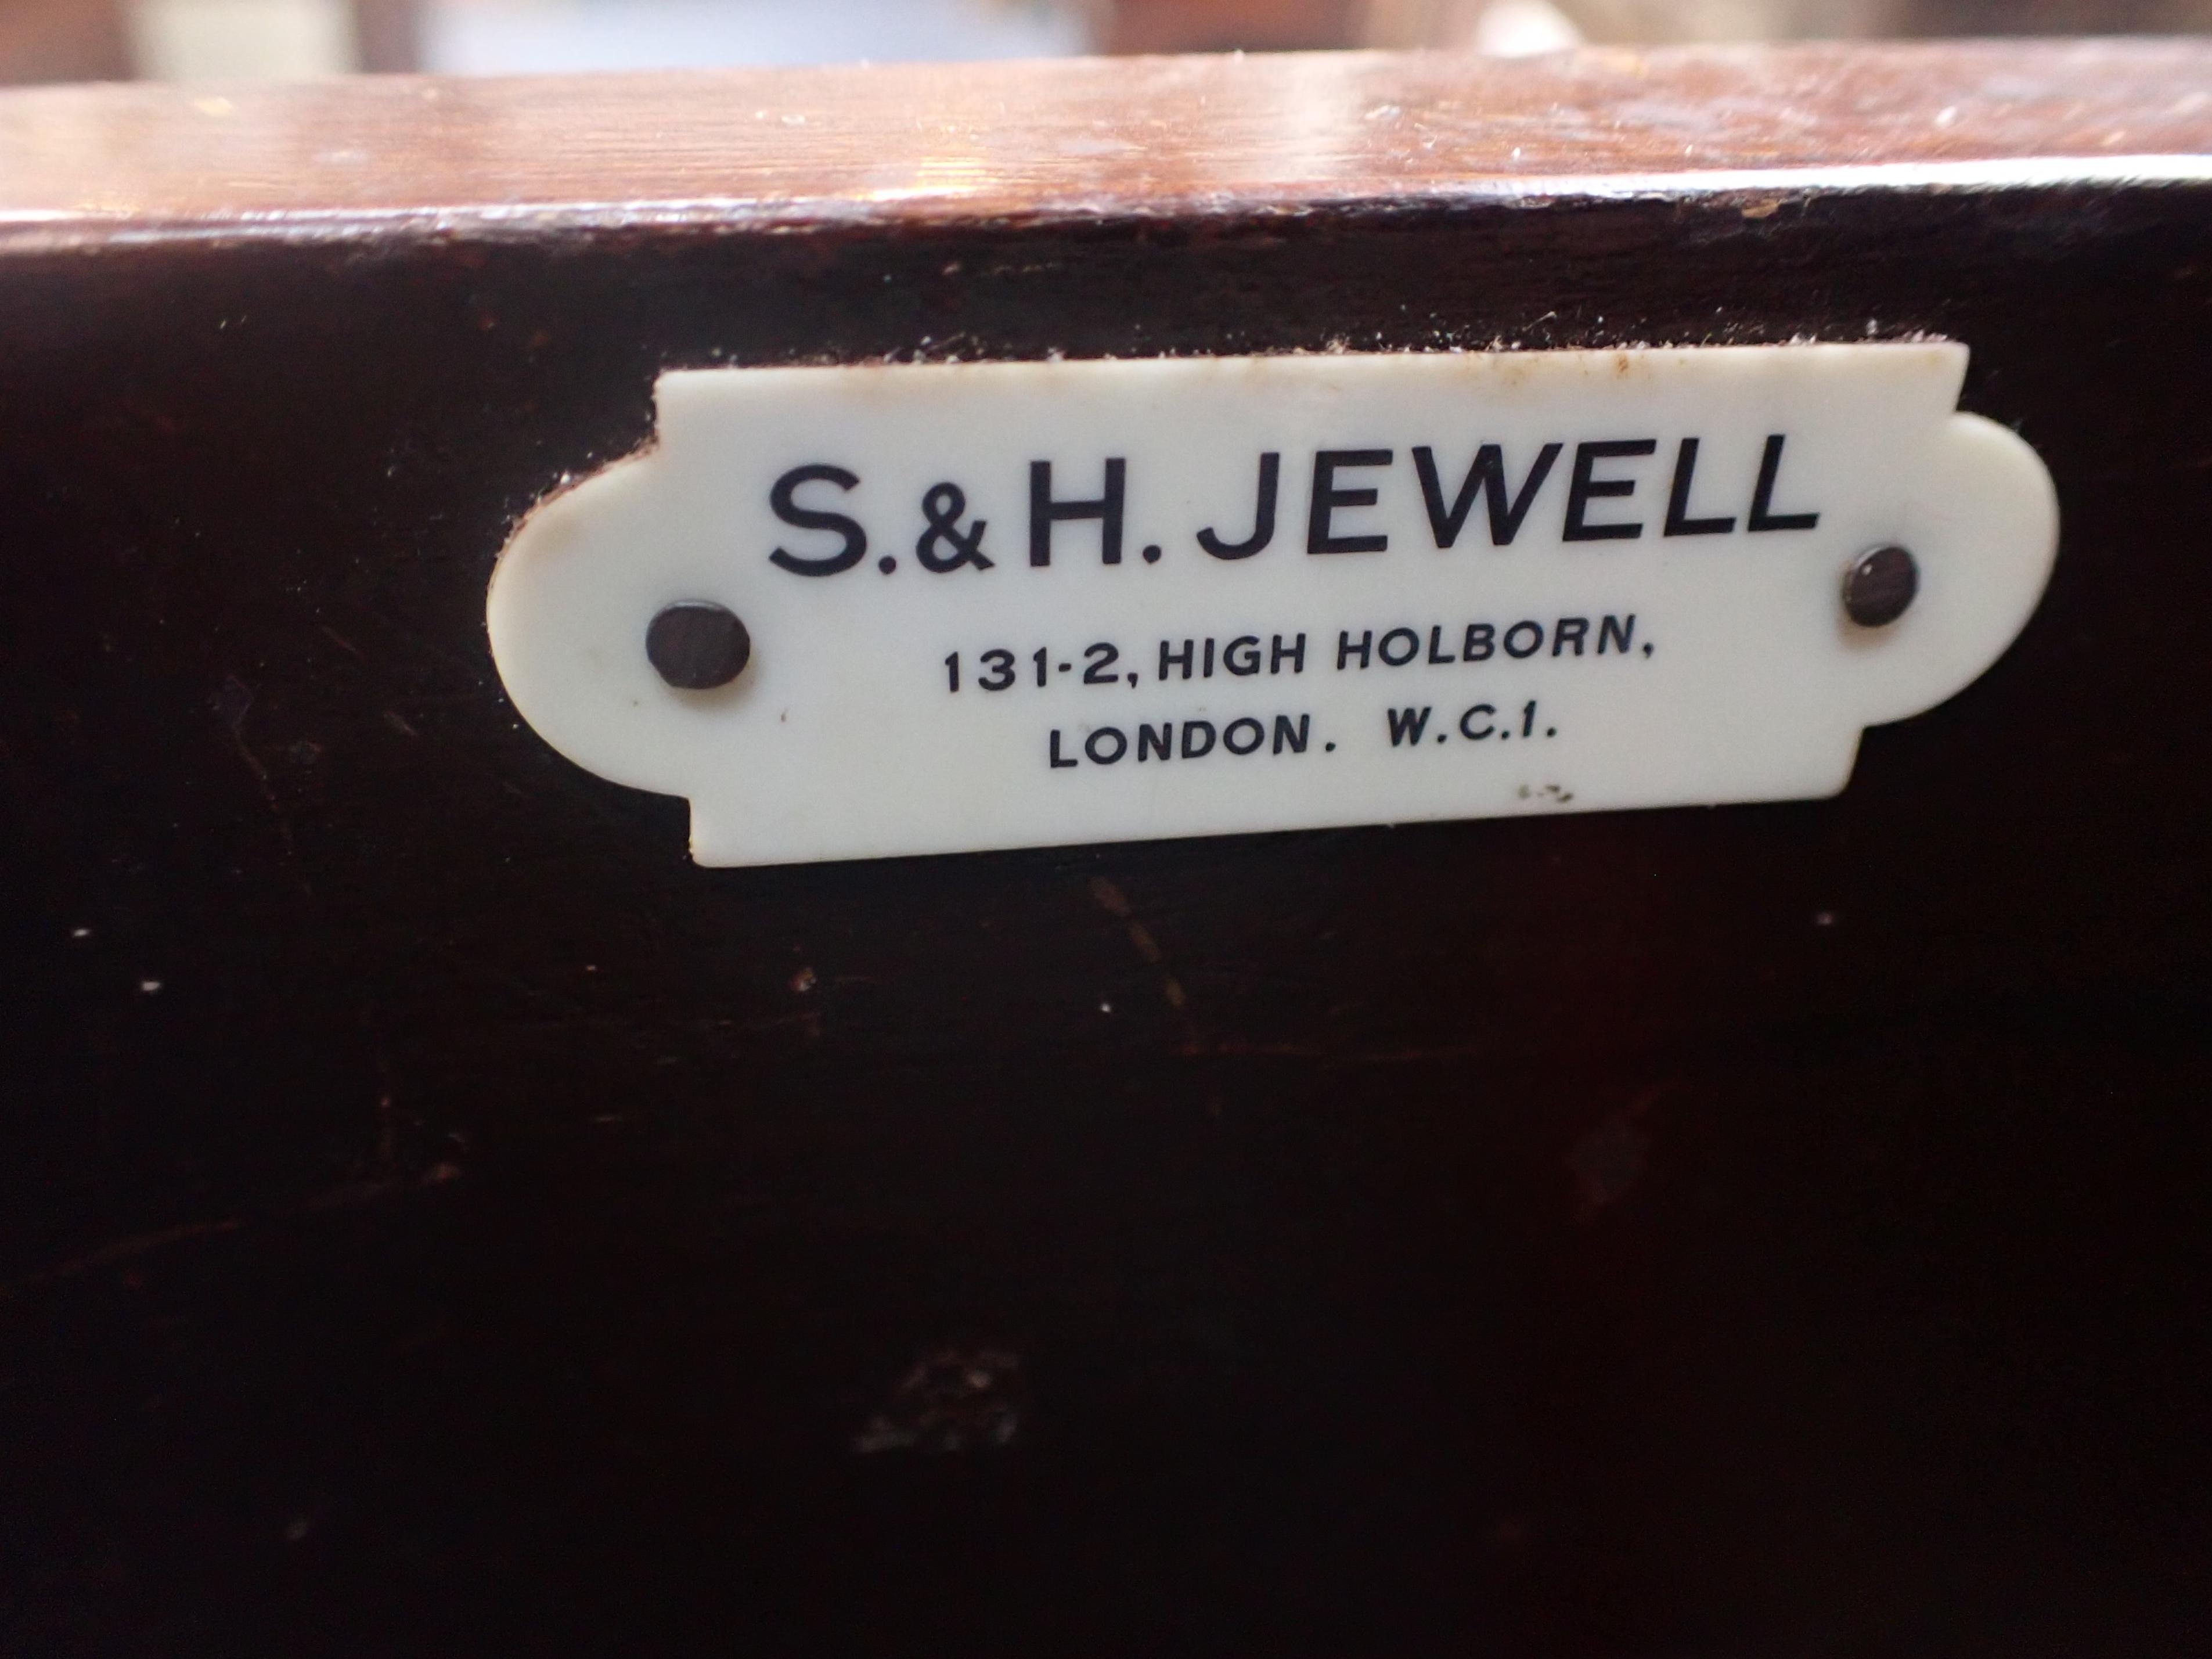 S. & H. JEWELL
131-2, HIGH HOLBORN,
LONDON. W.C.1.